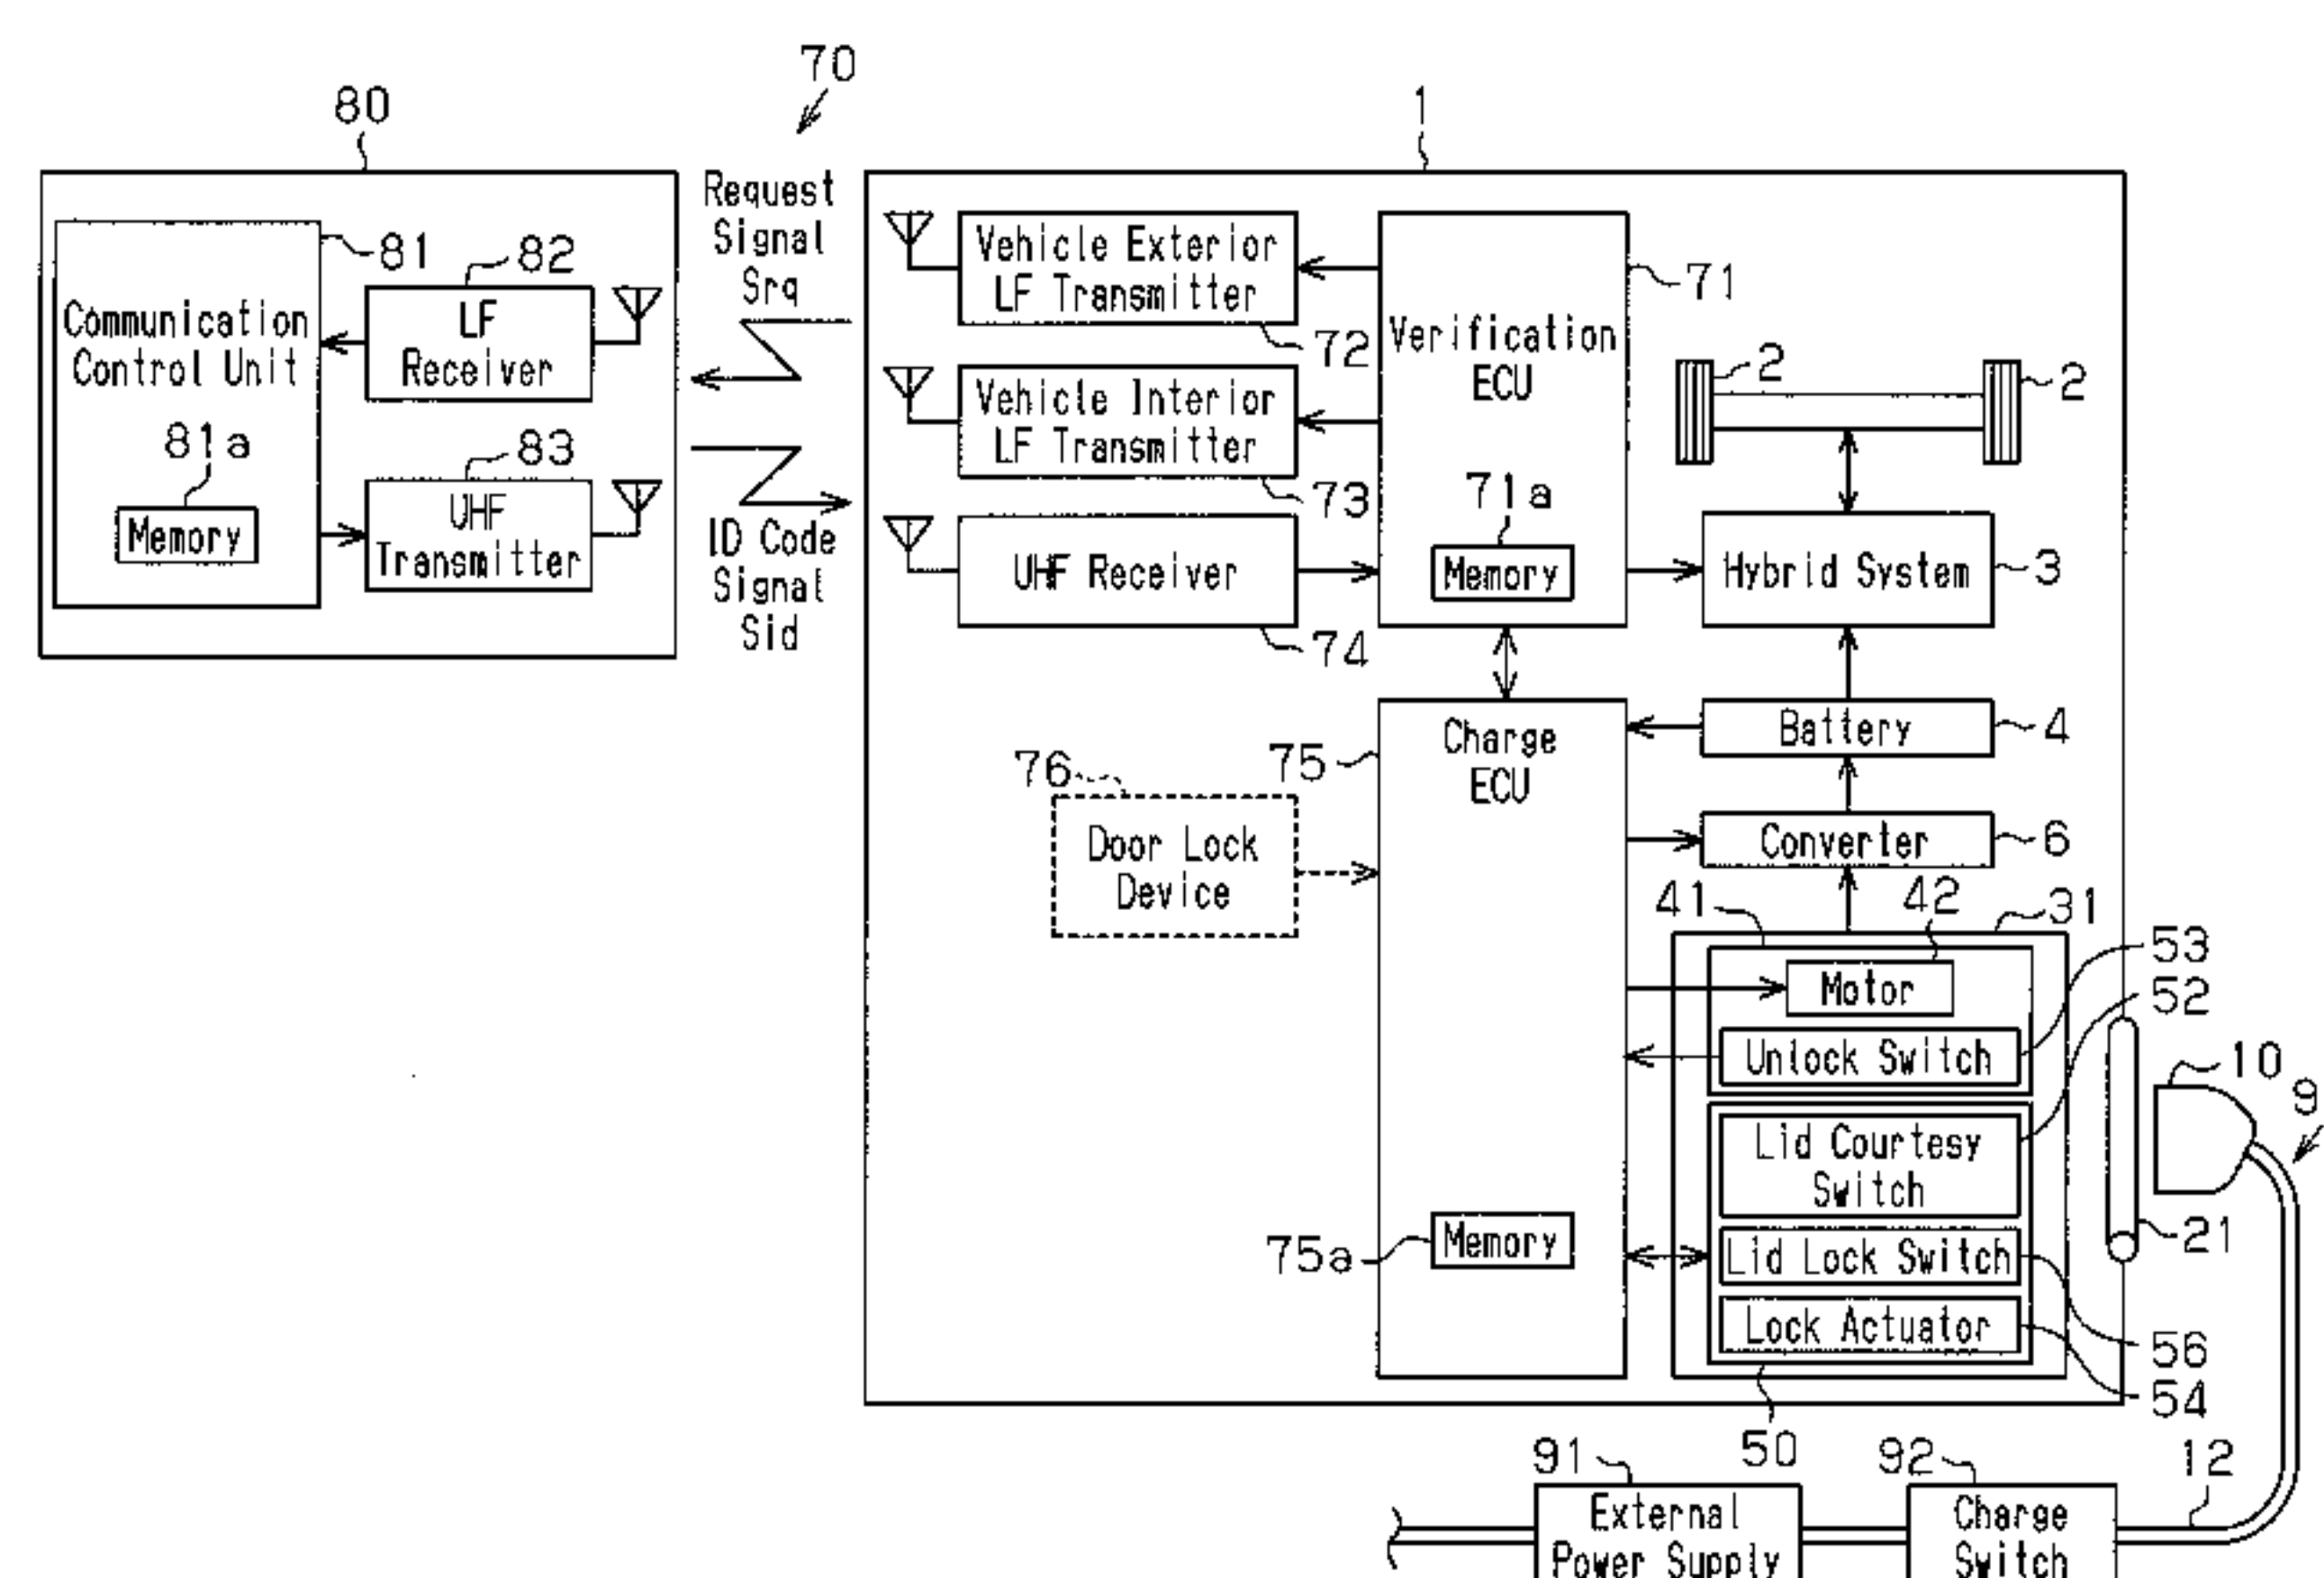 70
80
1
Request
Signal
Srq
81
82
Communication
Control Unit
LF
Receiver
81a
Memory
83
UHF
Transmitter
ID Code
Signal
Sid
Vehicle Exterior
LF Transmitter
72
Vehicle Interior
LF Transmitter
73
UHF Receiver
74
Verification
ECU
71
71a
Memory
2
2
Hybrid System
3
Battery
4
Converter
6
75
Charge
ECU
76
Door Lock
Device
75a
Memory
41
42
31
Motor
53
52
Unlock Switch
Lid Courtesy
Switch
Lid Lock Switch
Lock Actuator
56
54
50
10
9
21
91
92
12
External
Power Supply
Charge
Switch